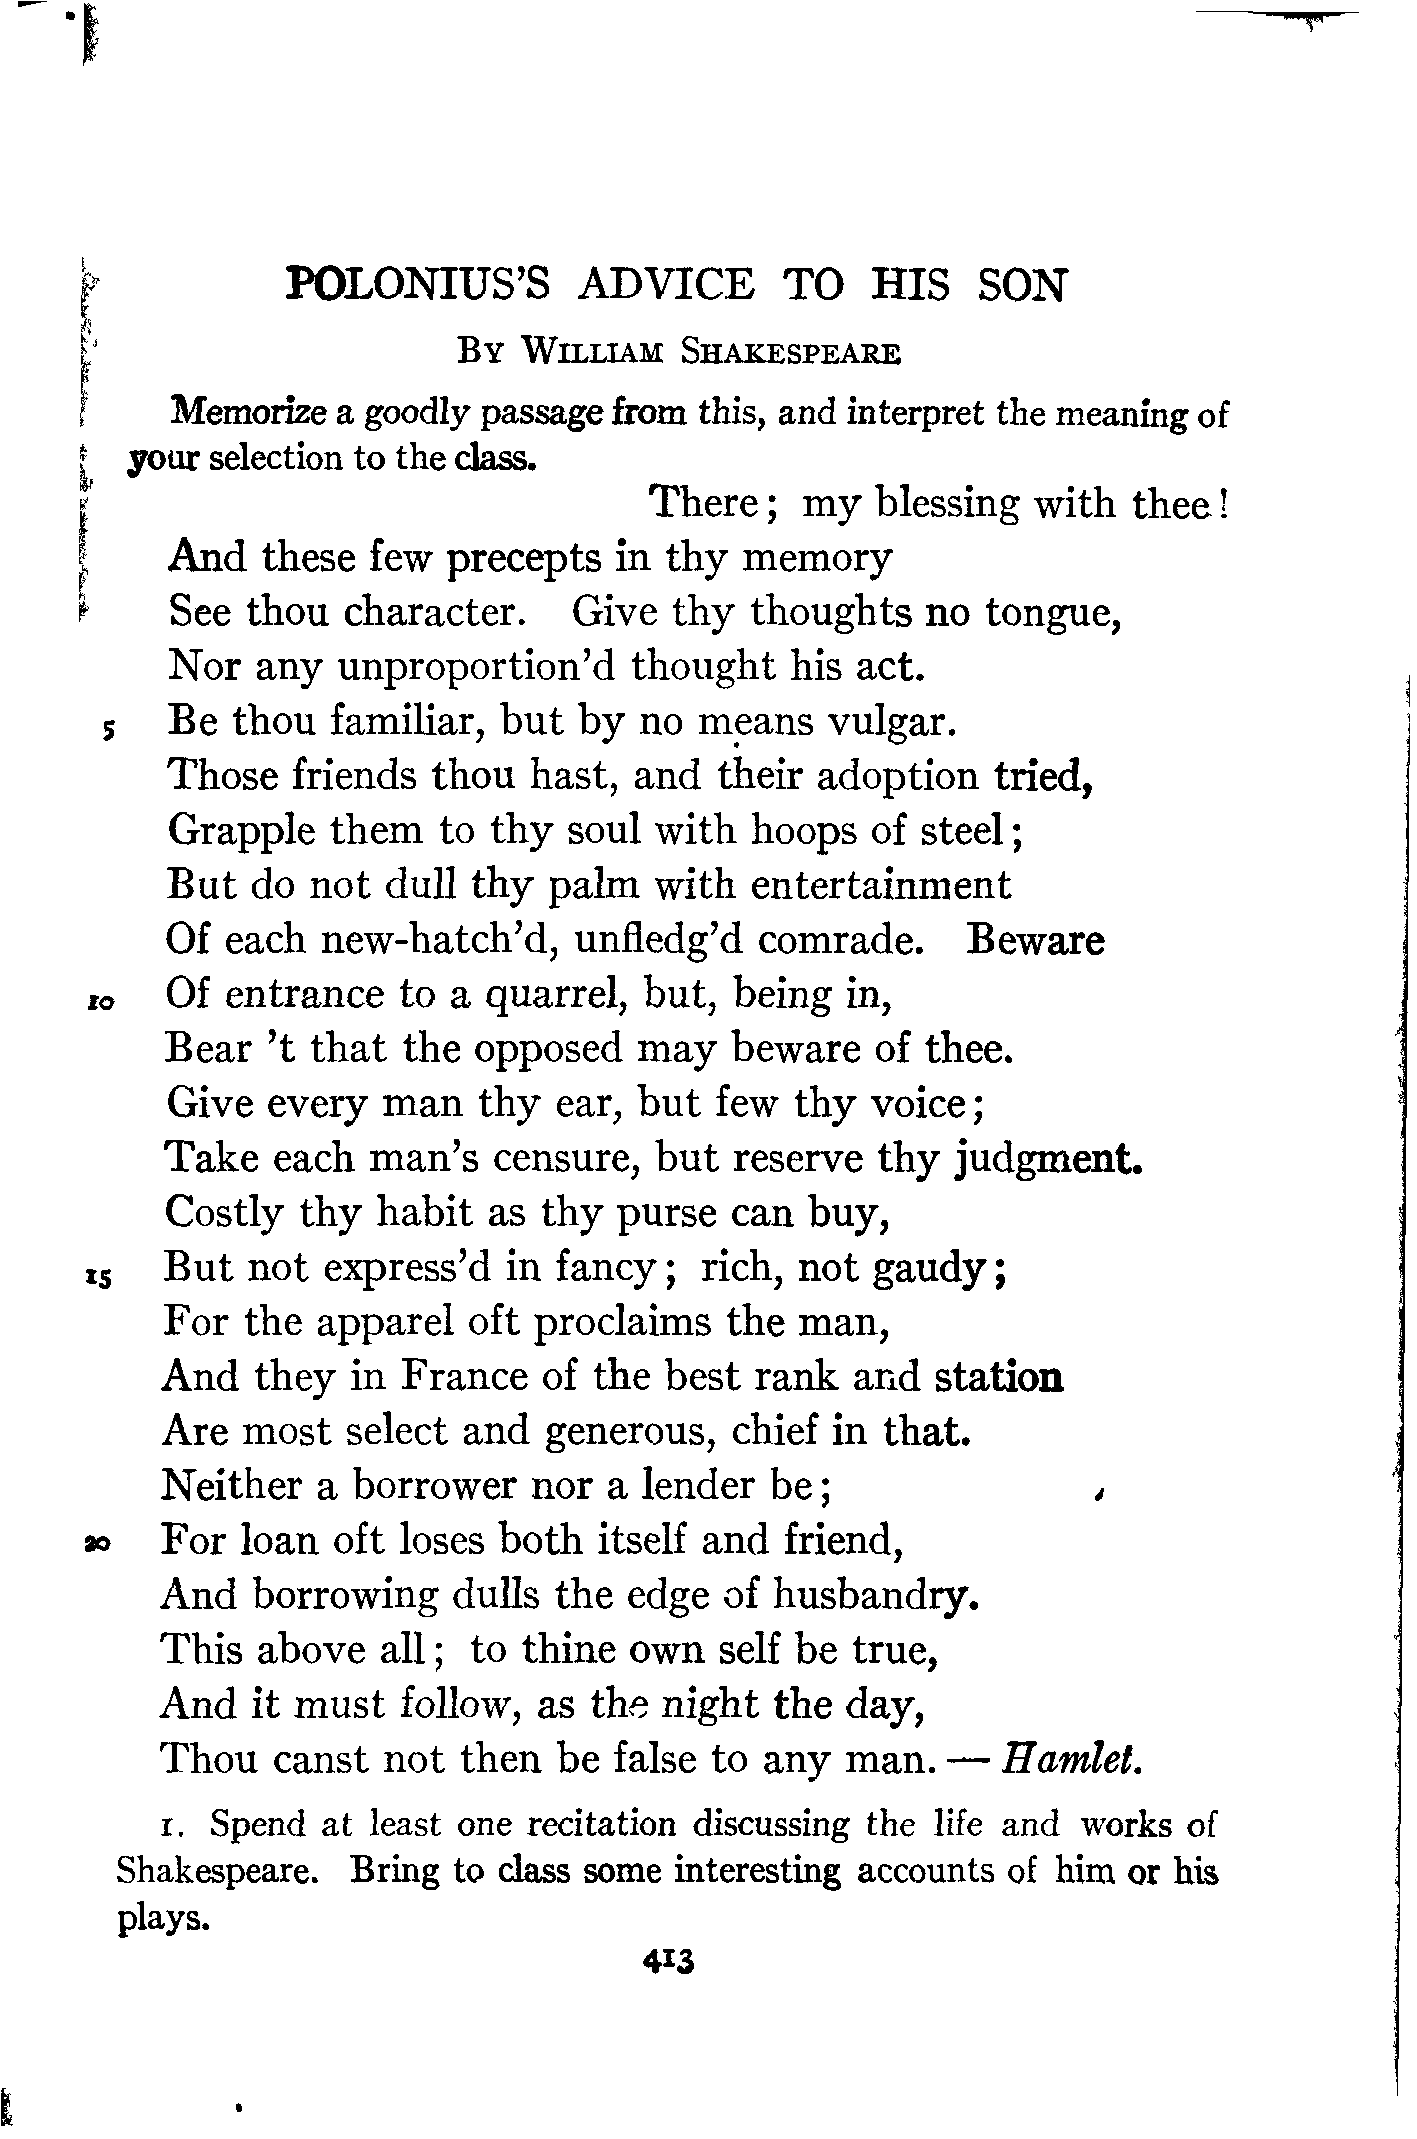 POLONIUS'S ADVICE TO HIS SON
BY WILLIAM SHAKESPEARE
Memorize a goodly passage from this, and interpret the meaning of
your selection to the class.
There; my blessing with thee!
And these few precepts in thy memory
See thou character. Give thy thoughts no tongue,
Nor any unproportion'd thought his act.
5 Be thou familiar, but by no means vulgar.
Those friends thou hast, and their adoption tried,
Grapple them to thy soul with hoops of steel;
But do not dull thy palm with entertainment
Of each new-hatch'd, unfledg'd comrade. Beware
10 Of entrance to a quarrel, but, being in,
Bear 't that the opposed may beware of thee.
Give every man thy ear, but few thy voice;
Take each man's censure, but reserve thy judgment.
Costly thy habit as thy purse can buy,
15 But not express'd in fancy; rich, not gaudy;
For the apparel oft proclaims the man,
And they in France of the best rank and station
Are most select and generous, chief in that.
Neither a borrower nor a lender be;
20 For loan oft loses both itself and friend,
And borrowing dulls the edge of husbandry.
This above all; to thine own self be true,
And it must follow, as the night the day,
Thou canst not then be false to any man. — Hamlet.
1. Spend at least one recitation discussing the life and works of
Shakespeare. Bring to class some interesting accounts of him or his
plays.
413